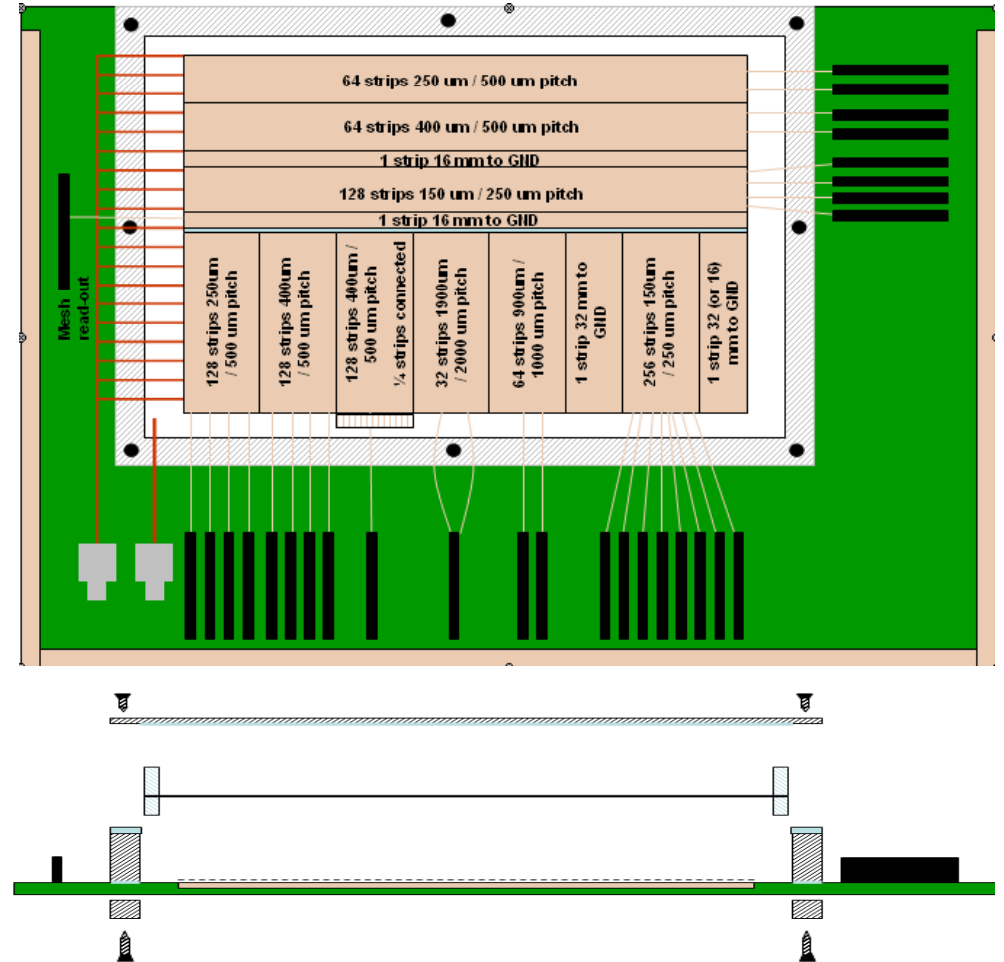 64 strips 250 um / 500 um pitch
64 strips 400 um / 500 um pitch
1 strip 16 mm to GND
128 strips 150 um / 250 um pitch
1 strip 16 mm to GND
Mesh
read-out
128 strips 250um
/ 500 um pitch
128 strips 400um
/ 500 um pitch
128 strips 400um /
500 um pitch
¼ strips connected
32 strips 1900um
/ 2000 um pitch
64 strips 900um /
1000 um pitch
1 strip 32 mm to
GND
256 strips 150um
/ 250 um pitch
1 strip 32 (or 16)
mm to GND